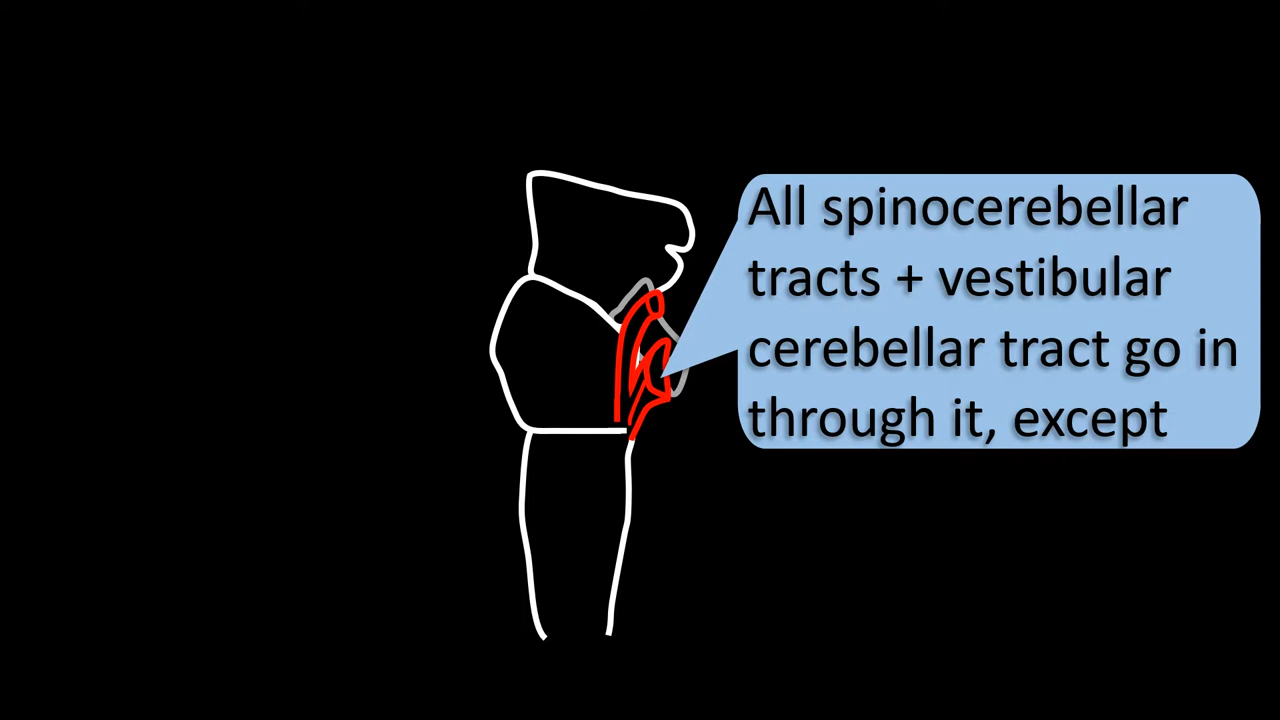 All spinocerebellar
tracts + vestibular
cerebellar tract go in
through it, except